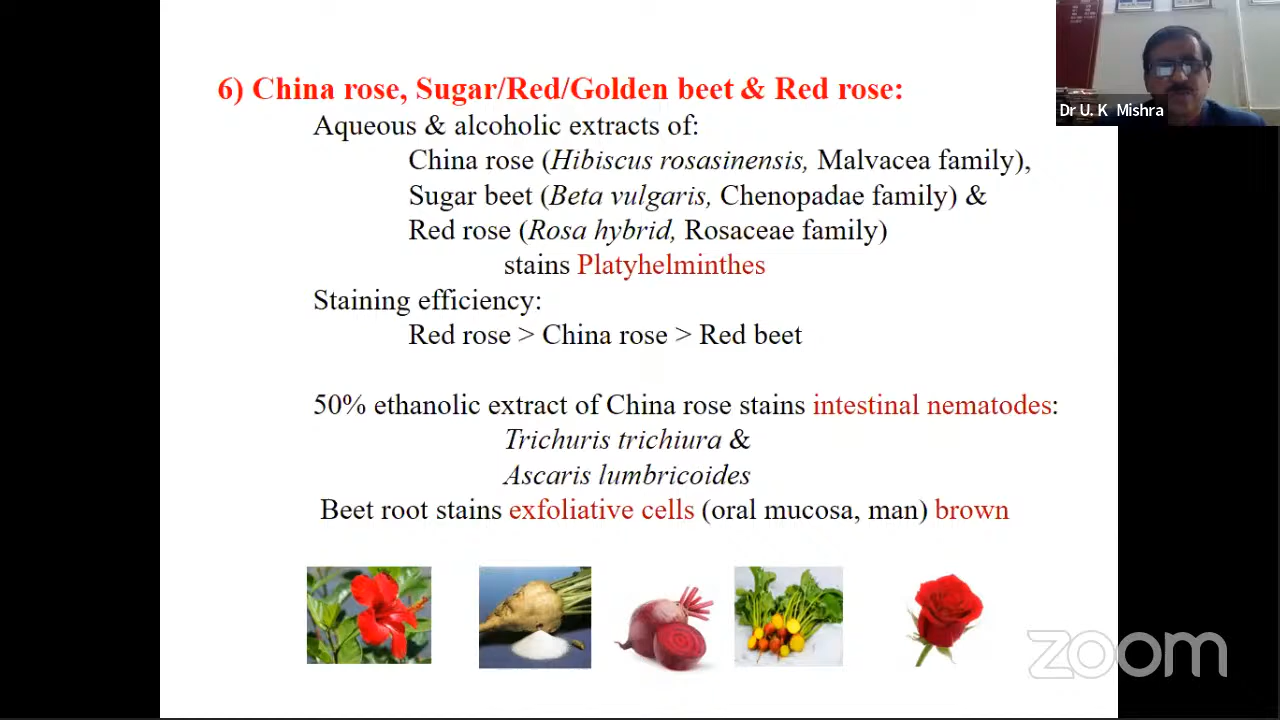 6) China rose, Sugar/Red/Golden beet & Red rose:
Aqueous & alcoholic extracts of:
China rose (Hibiscus rosasinensis, Malvacea family),
Sugar beet (Beta vulgaris, Chenopadae family) &
Red rose (Rosa hybrid, Rosaceae family)
stains Platyhelminthes
Staining efficiency:
Red rose > China rose > Red beet
50% ethanolic extract of China rose stains intestinal nematodes:
Trichuris trichiura &
Ascaris lumbricoides
Beet root stains exfoliative cells (oral mucosa, man) brown
Dr U. K Mishra
zoom